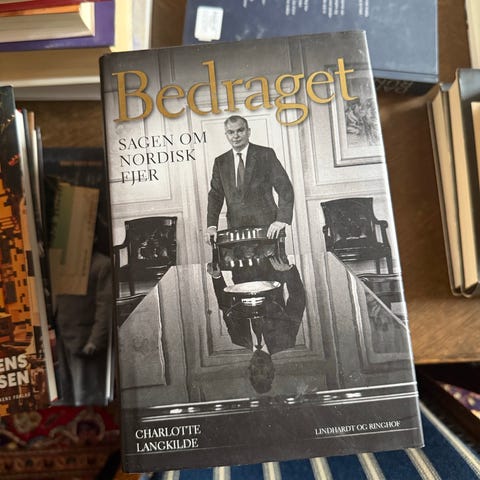 Bedraget
SAGEN OM
NORDISK
FJER
CHARLOTTE
LANGKILDE
LINDHARDT OG RINGHOF